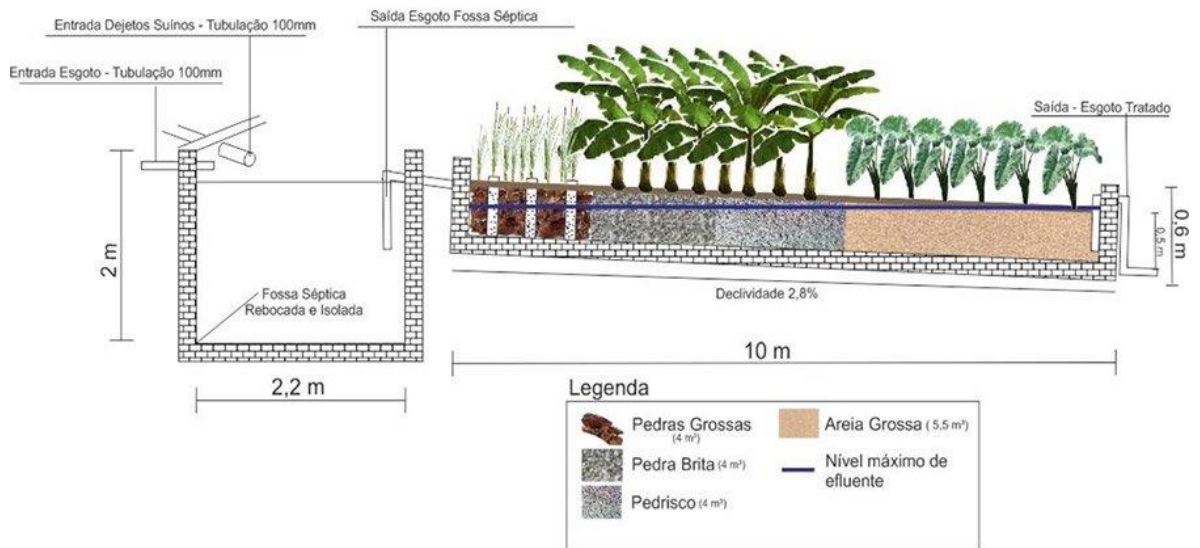 Entrada Dejetos Suínos - Tubulação 100mm
Saída Esgoto Fossa Séptica
Entrada Esgoto - Tubulação 100mm
Saída - Esgoto Tratado
2 m
Fossa Séptica
Rebocada e Isolada
2,2 m
0,5 m
0,6 m
Declividade 2,8%
10 m
Legenda
Pedras Grossas
(4 m³)
Areia Grossa (5,5 m³)
Pedra Brita (4 m³)
Nível máximo de
efluente
Pedrisco (4 m³)